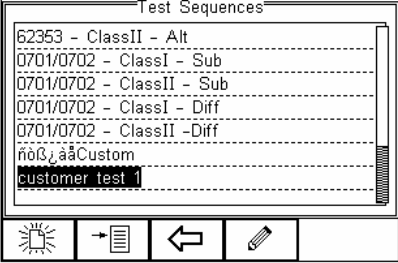 Test Sequences
62353 - ClassII - Alt
0701/0702 - ClassI - Sub
0701/0702 - ClassII - Sub
0701/0702 - ClassI - Diff
0701/0702 - ClassII -Diff
ñòß¿àåCustom
customer test 1